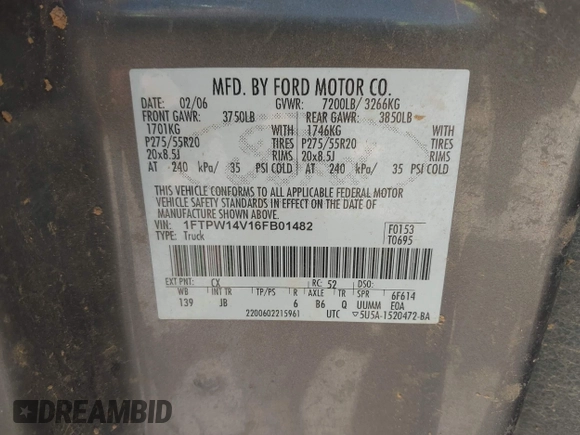 MFD. BY FORD MOTOR CO.
DATE: 02/06 GVWR: 7200LB/ 3266KG
FRONT GAWR: 3750LB REAR GAWR: 3850LB
1701KG WITH 1746KG WITH
P275/55R20 TIRES P275/55R20 TIRES
20x8.5J RIMS 20x8.5J RIMS
AT 240 kPa/ 35 PSI COLD AT 240 kPa/ 35 PSI COLD
THIS VEHICLE CONFORMS TO ALL APPLICABLE FEDERAL MOTOR
VEHICLE SAFETY STANDARDS IN EFFECT ON THE DATE OF
MANUFACTURE SHOWN ABOVE.
VIN: 1FTPW14V16FB01482 F0153
TYPE: Truck T0695
EXT PNT: CX RC: 52 DSO:
WB INT TR TP/PS R AXLE TR SPR 6F614
139 JB 6 B6 Q UUMM E0A
2200602215961 UTC ▽5U5A-1520472-BA
DREAMBID